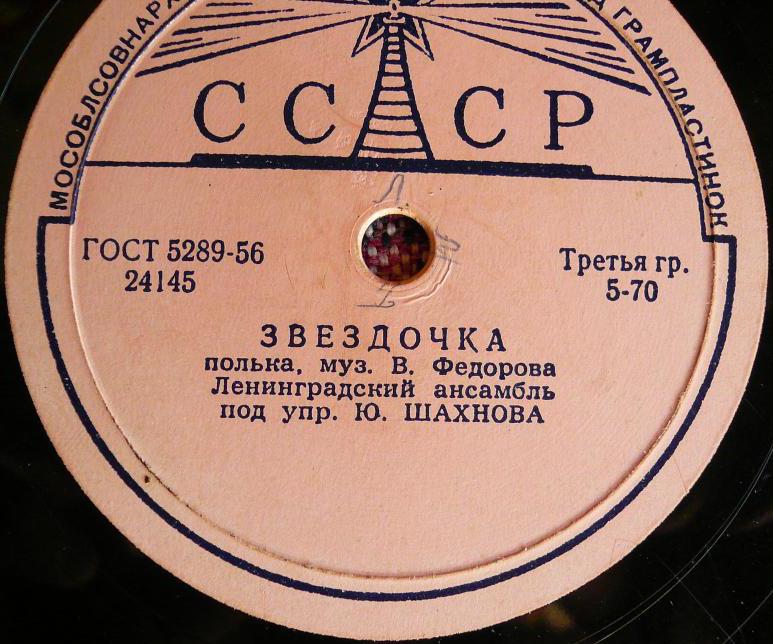 МОСОБЛСОВНАРХ
ГРАМПЛАСТИНОК
СССР
ГОСТ 5289-56
24145
Третья гр.
5-70
ЗВЕЗДОЧКА
полька, муз. В. Федорова
Ленинградский ансамбль
под упр. Ю. ШАХНОВА